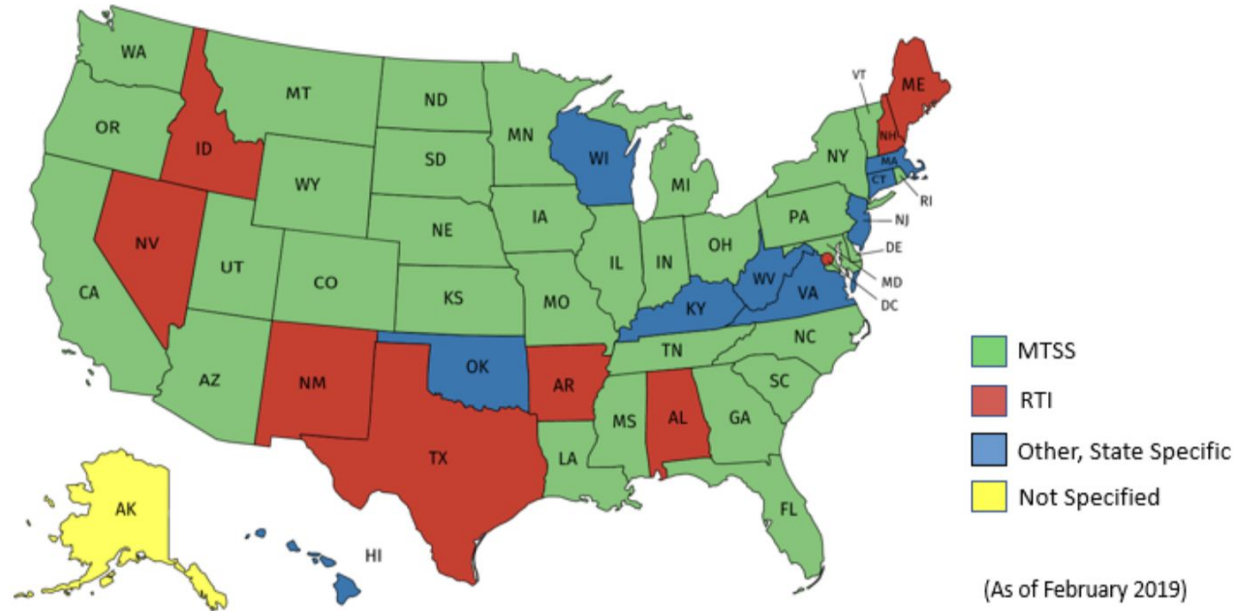 WA
MT
ND
MN
VT
ME
OR
ID
SD
WI
NY
NH
MA
CT
RI
WY
MI
IA
NE
PA
NJ
NV
UT
CO
IL
IN
OH
DE
CA
KS
MO
WV
VA
MD
DC
KY
NC
TN
AZ
NM
OK
AR
SC
MS
AL
GA
TX
LA
FL
AK
HI
MTSS
RTI
Other, State Specific
Not Specified
(As of February 2019)